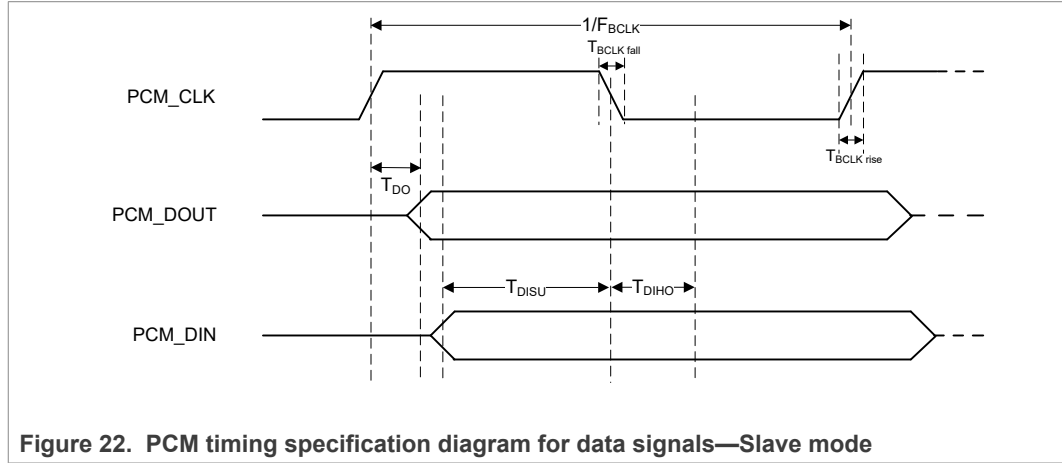 1/FBCLK
TBCLK fall
PCM_CLK
TBCLK rise
TDO
PCM_DOUT
TDISU
TDIHO
PCM_DIN
Figure 22. PCM timing specification diagram for data signals—Slave mode